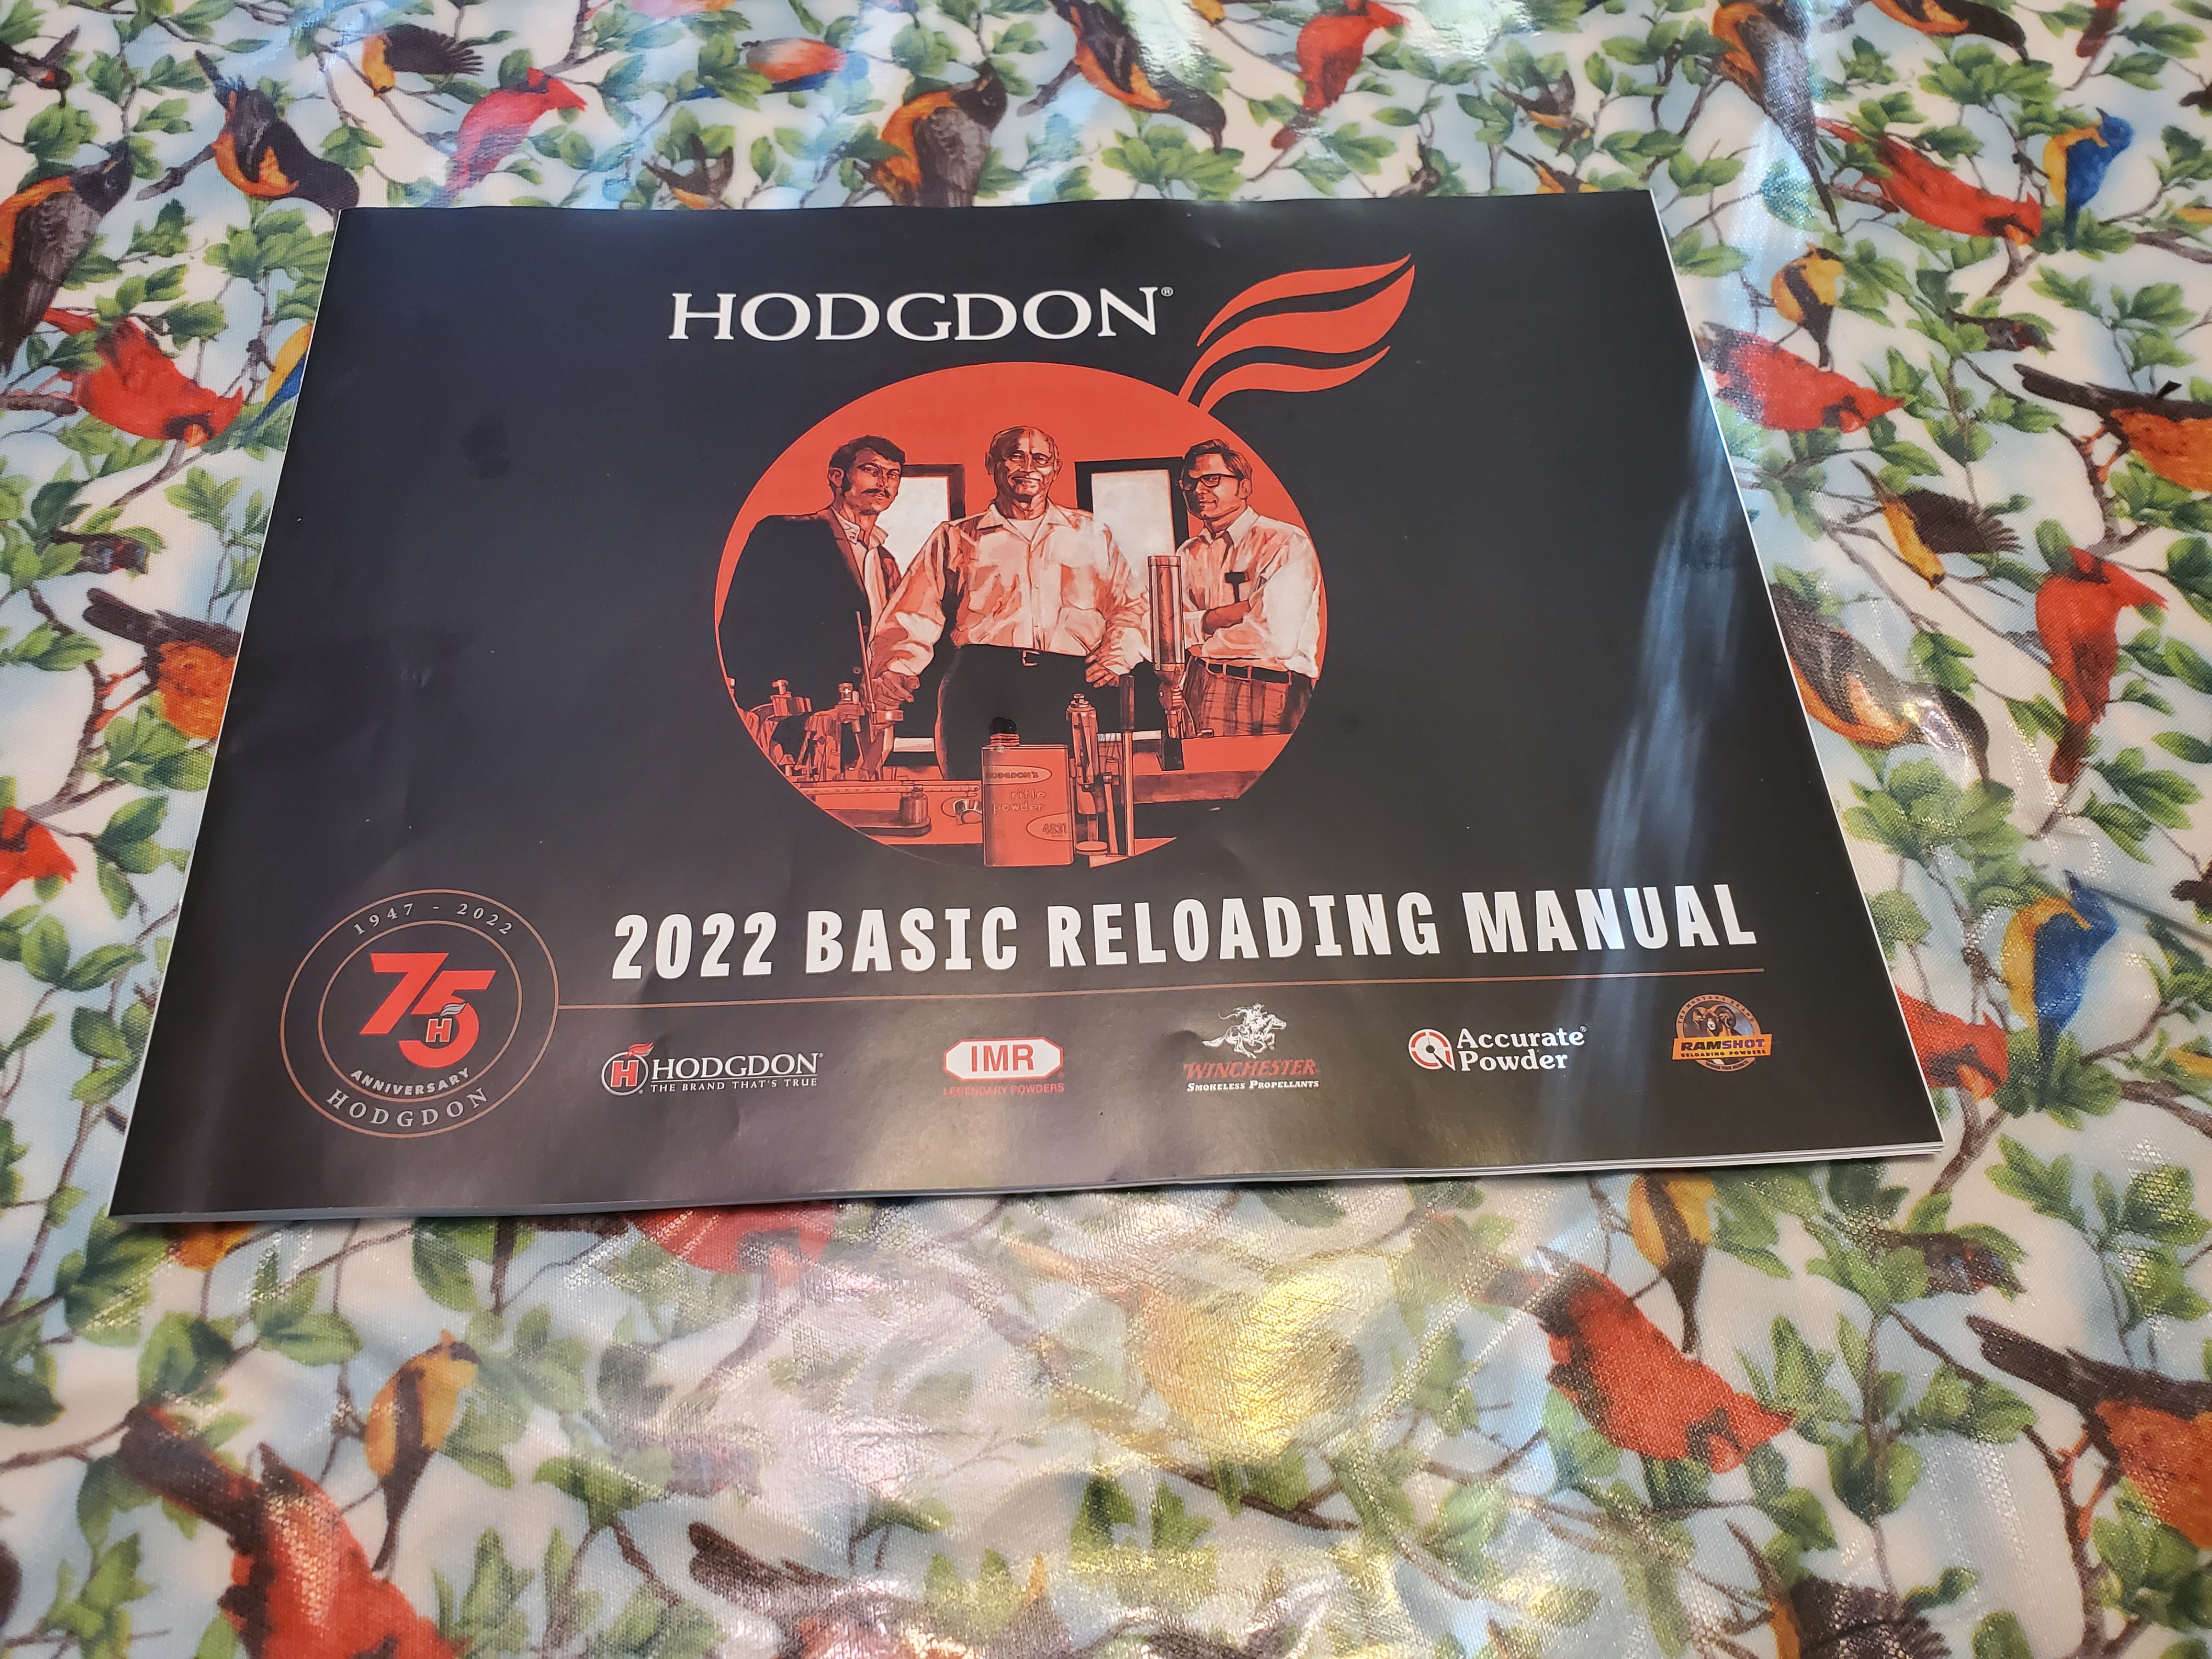 HODGDON®
HODGDON'S
rifle
powder
4831
2022 BASIC RELOADING MANUAL
1947 - 2022
75
H
ANNIVERSARY
HODGDON
H HODGDON®
THE BRAND THAT'S TRUE
IMR
LEGENDARY POWDERS
WINCHESTER
SMOKELESS PROPELLANTS
Accurate®
Powder
RAMSHOT
RELOADING POWDERS